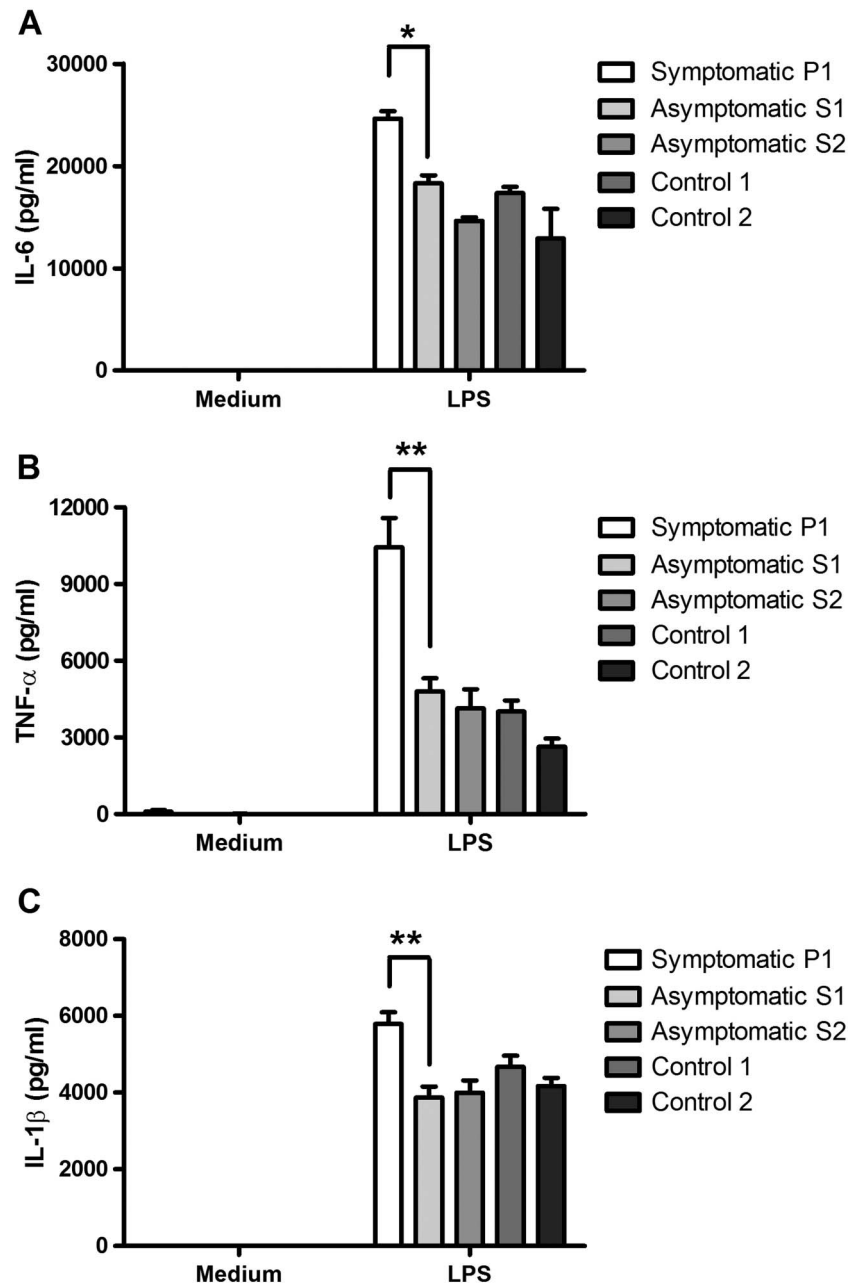 A
*
30000
20000
10000
0
IL-6 (pg/ml)
Medium
LPS
Symptomatic P1
Asymptomatic S1
Asymptomatic S2
Control 1
Control 2
B
**
12000
9000
6000
3000
0
TNF-α (pg/ml)
Medium
LPS
Symptomatic P1
Asymptomatic S1
Asymptomatic S2
Control 1
Control 2
C
**
8000
6000
4000
2000
0
IL-1β (pg/ml)
Medium
LPS
Symptomatic P1
Asymptomatic S1
Asymptomatic S2
Control 1
Control 2